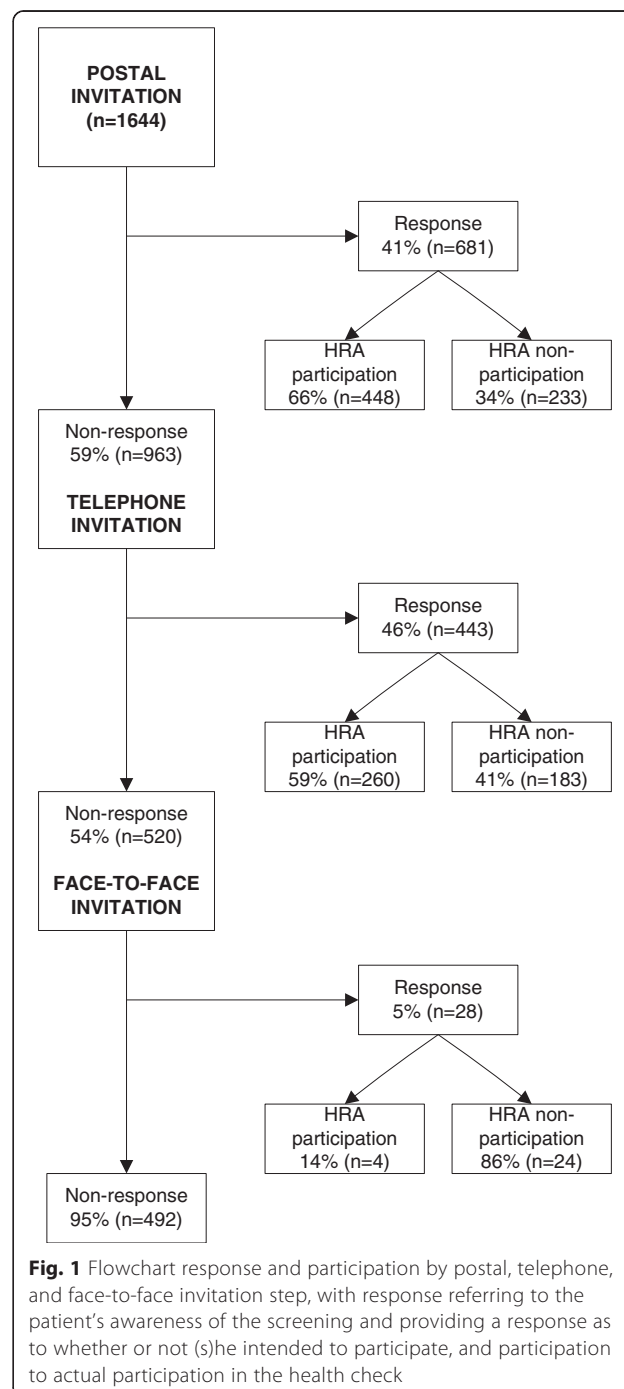 POSTAL
INVITATION
(n=1644)
Response
41% (n=681)
HRA
participation
66% (n=448)
HRA non-
participation
34% (n=233)
Non-response
59% (n=963)
TELEPHONE
INVITATION
Response
46% (n=443)
HRA
participation
59% (n=260)
HRA non-
participation
41% (n=183)
Non-response
54% (n=520)
FACE-TO-FACE
INVITATION
Response
5% (n=28)
HRA
participation
14% (n=4)
HRA non-
participation
86% (n=24)
Non-response
95% (n=492)
Fig. 1 Flowchart response and participation by postal, telephone,
and face-to-face invitation step, with response referring to the
patient's awareness of the screening and providing a response as
to whether or not (s)he intended to participate, and participation
to actual participation in the health check